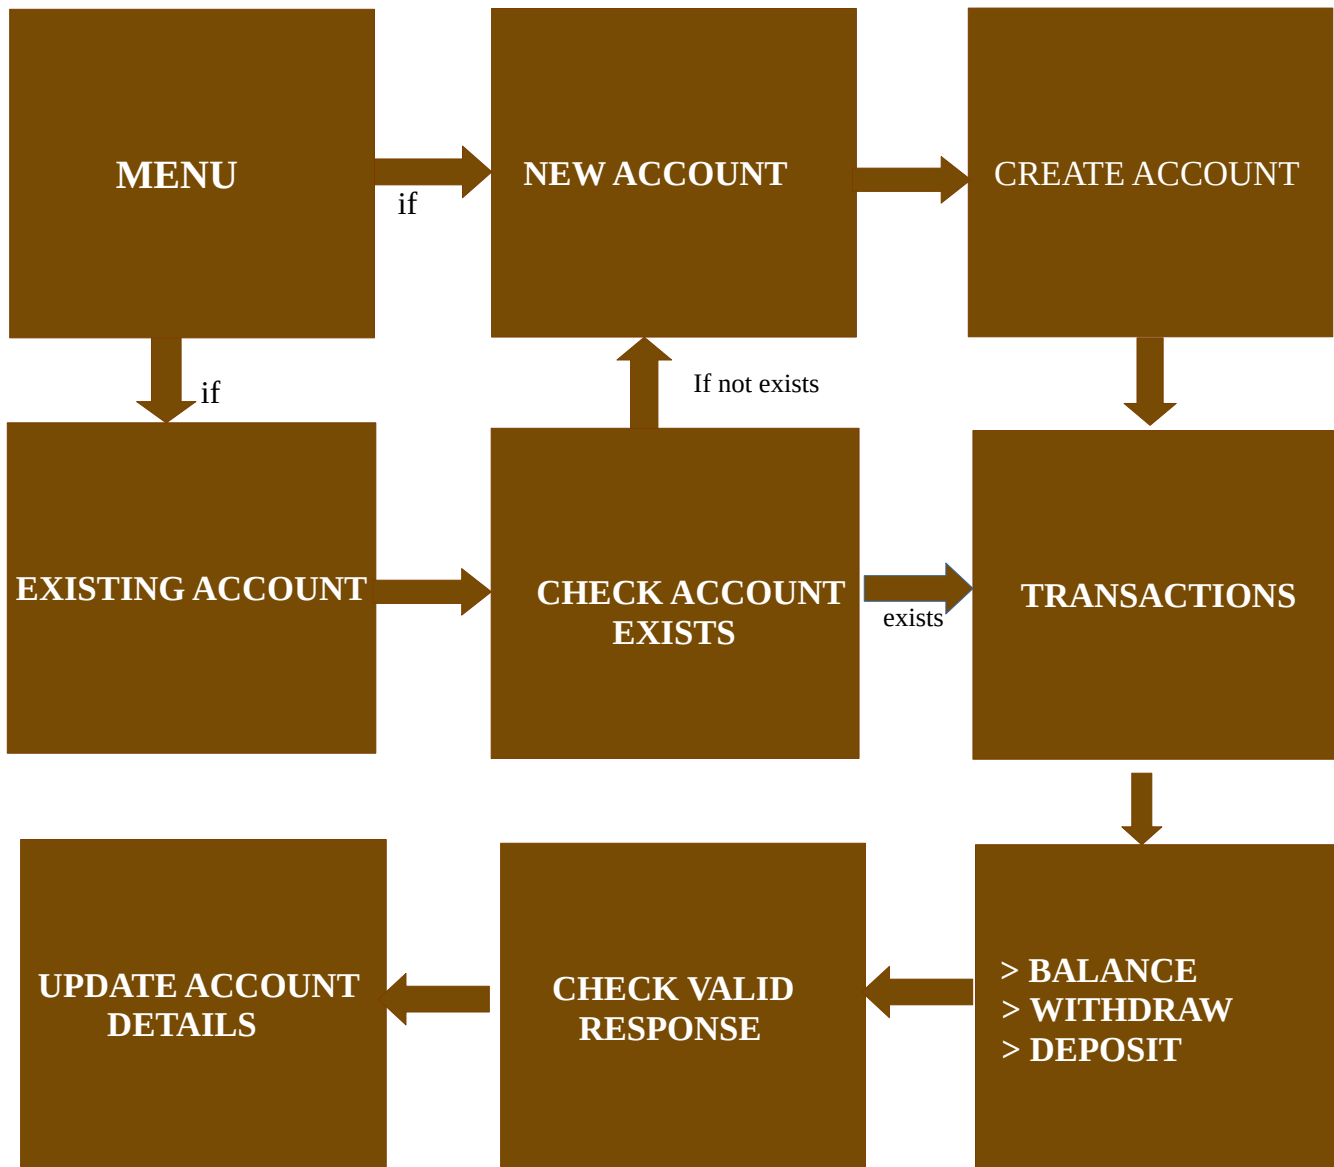 MENU
if
NEW ACCOUNT
CREATE ACCOUNT
if
If not exists
EXISTING ACCOUNT
CHECK ACCOUNT
EXISTS
exists
TRANSACTIONS
UPDATE ACCOUNT
DETAILS
CHECK VALID
RESPONSE
> BALANCE
> WITHDRAW
> DEPOSIT